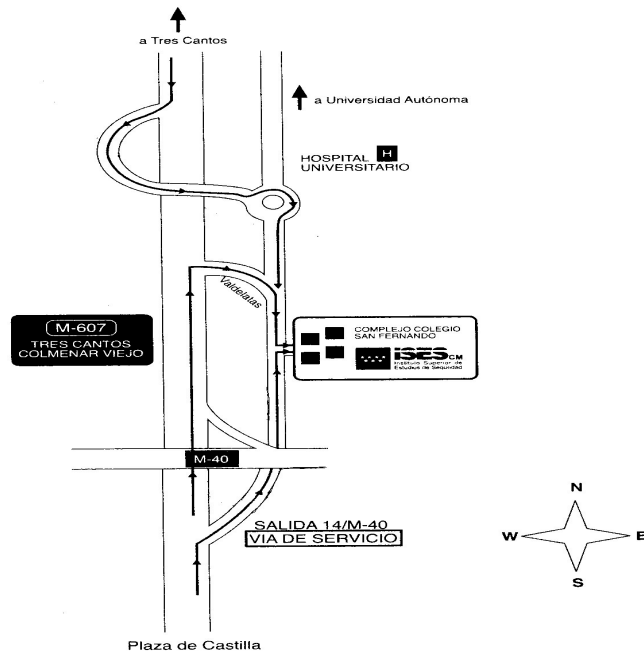 a Tres Cantos
a Universidad Autónoma
HOSPITAL H
UNIVERSITARIO
Valdelatas
M-607
TRES CANTOS
COLMENAR VIEJO
COMPLEJO COLEGIO
SAN FERNANDO
ISES CM
Instituto Superior de
Estudios de Seguridad
M-40
SALIDA 14/M-40
VIA DE SERVICIO
N
W E
S
Plaza de Castilla